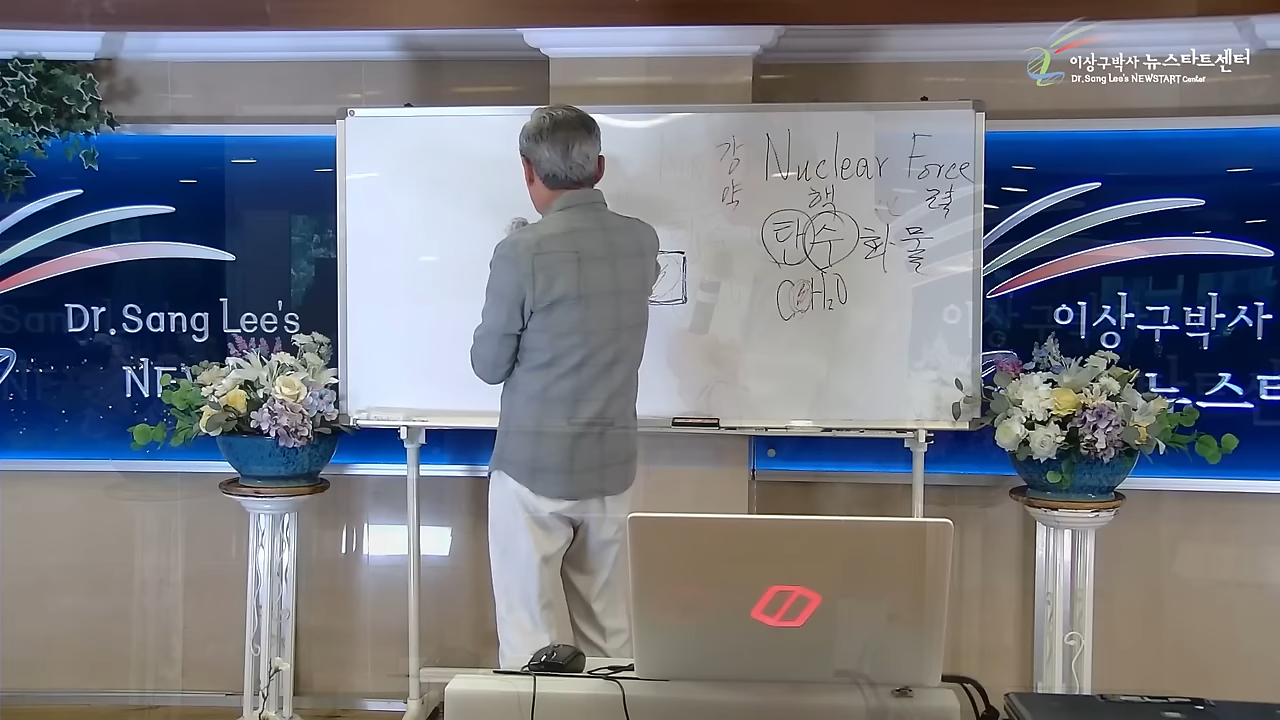 이상구박사 뉴스타트센터
Dr.Sang Lee's NEWSTART Center
강 Nuclear Force
약 핵 력
탄수화물
CH₂O
Dr.Sang Lee's
이상구박사